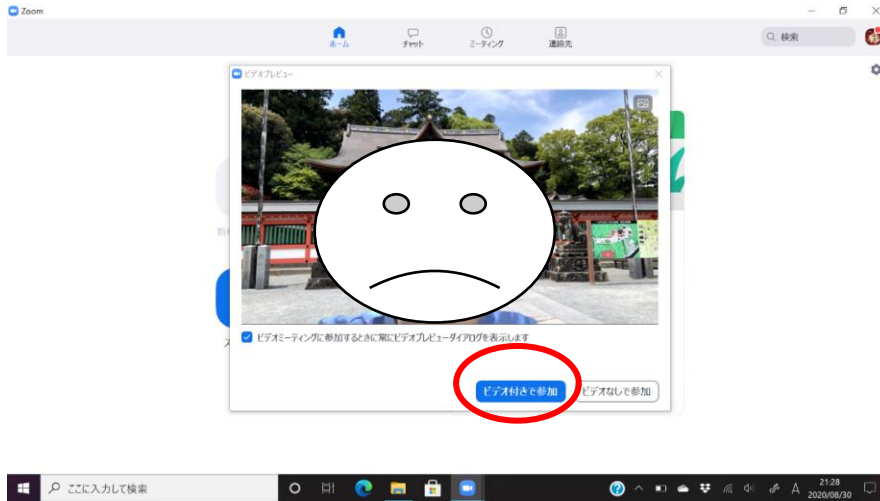 Zoom
ホーム
チャット
ミーティング
連絡先
検索
ビデオプレビュー
ビデオミーティングに参加するときに常にビデオプレビューダイアログを表示します
ビデオ付きで参加
ビデオなしで参加
ここに入力して検索
A
21:28
2020/08/30